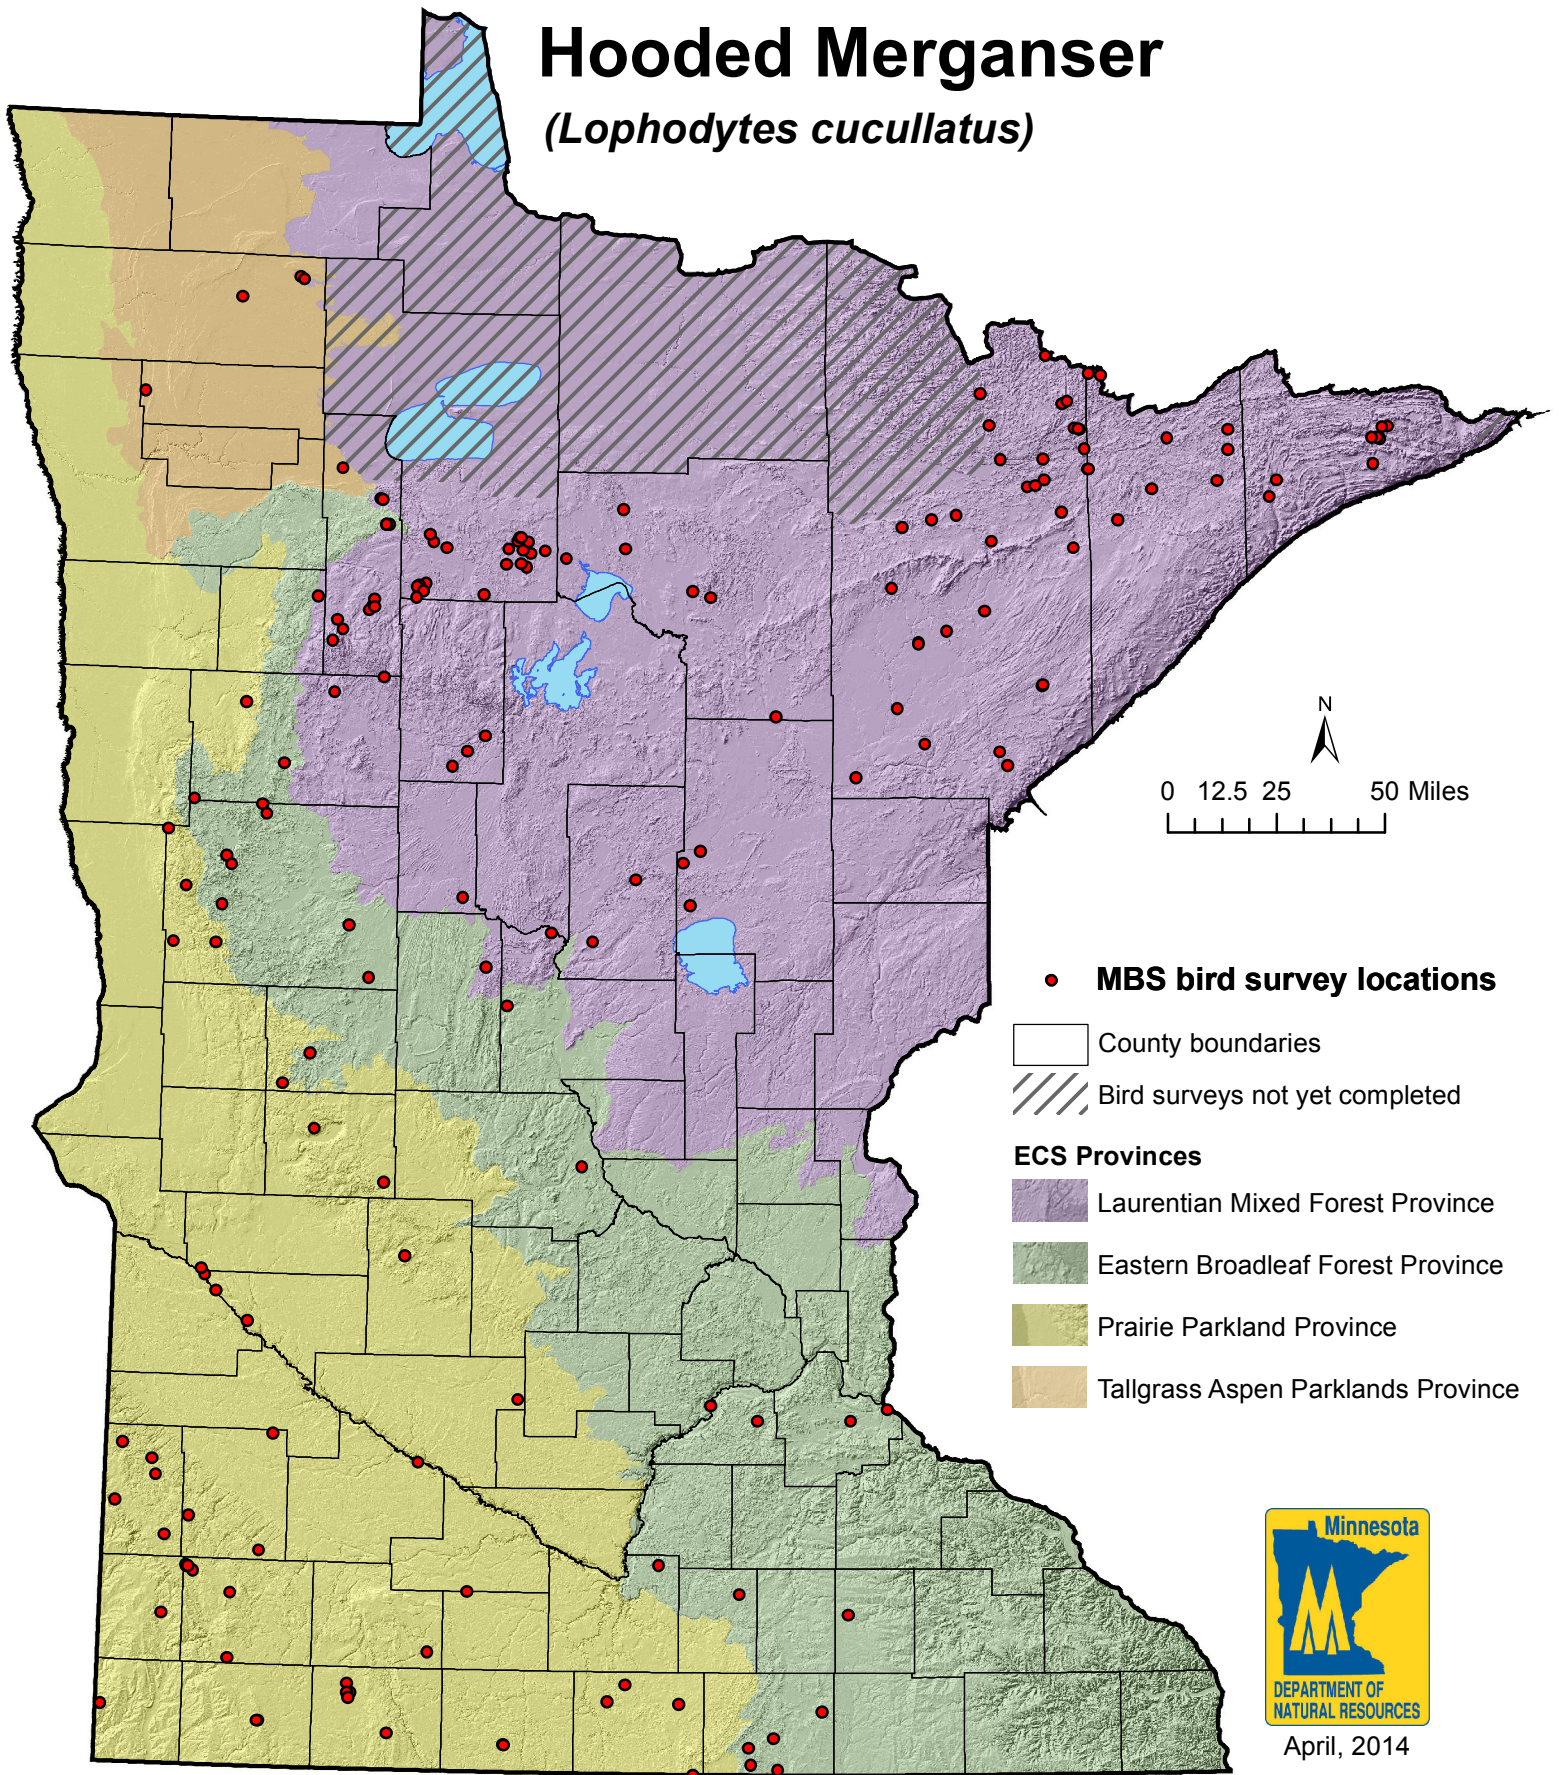 Hooded Merganser
(Lophodytes cucullatus)
N
0 12.5 25 50 Miles
MBS bird survey locations
County boundaries
Bird surveys not yet completed
ECS Provinces
Laurentian Mixed Forest Province
Eastern Broadleaf Forest Province
Prairie Parkland Province
Tallgrass Aspen Parklands Province
Minnesota
DEPARTMENT OF
NATURAL RESOURCES
April, 2014